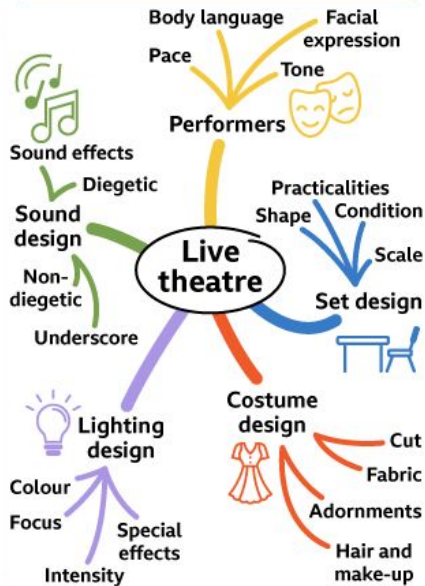 Body language
Facial
expression
Pace
Tone
Performers
Sound effects
Diegetic
Sound
design
Non-
diegetic
Underscore
Live
theatre
Practicalities
Shape
Condition
Scale
Set design
Lighting
design
Colour
Focus
Special
effects
Intensity
Costume
design
Cut
Fabric
Adornments
Hair and
make-up